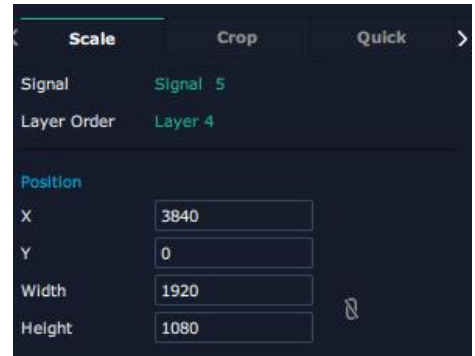 Scale Crop Quick
Signal Signal 5
Layer Order Layer 4
Position
X 3840
Y 0
Width 1920
Height 1080